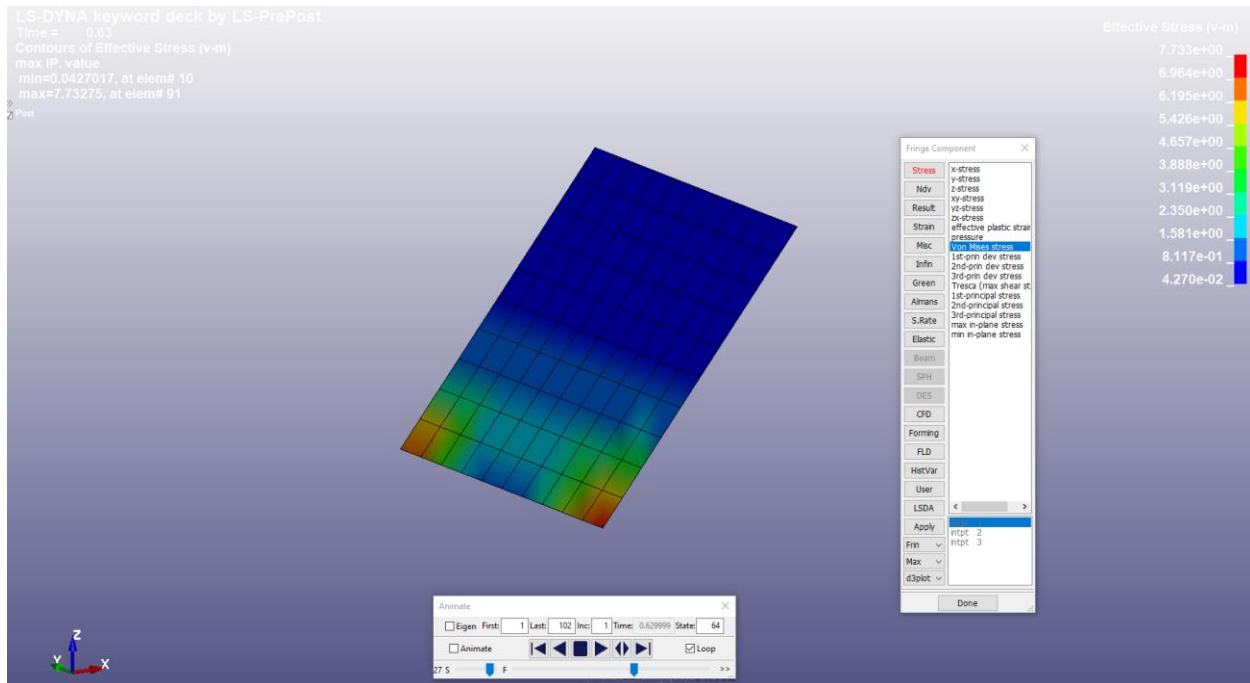 LS-DYNA keyword deck by LS-PrePost
Time = 0.63
Contours of Effective Stress (v-m)
max IP. value
min=0.0427017, at elem# 10
max=7.73275, at elem# 91
Post
Effective Stress (v-m)
7.733e+00
6.964e+00
6.195e+00
5.426e+00
4.657e+00
3.888e+00
3.119e+00
2.350e+00
1.581e+00
8.117e-01
4.270e-02
Fringe Component
Stress
Ndv
Result
Strain
Misc
Infin
Green
Almans
S.Rate
Elastic
Beam
SPH
DES
CFD
Forming
FLD
HistVar
User
LSDA
Apply
Frin
Max
d3plot
x-stress
y-stress
z-stress
xy-stress
yz-stress
zx-stress
effective plastic strain
pressure
Von Mises stress
1st-prin dev stress
2nd-prin dev stress
3rd-prin dev stress
Tresca (max shear st
1st-principal stress
2nd-principal stress
3rd-principal stress
max in-plane stress
min in-plane stress
intpt 1
intpt 2
intpt 3
Done
Animate
Eigen First: 1 Last: 102 Inc: 1 Time: 0.629999 State: 64
Animate Loop
27 S F >>
Z
Y X